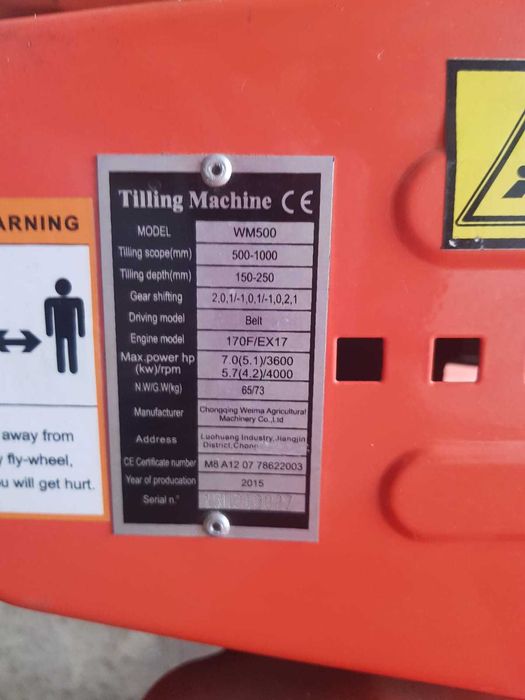 Tilling Machine CE
MODEL WM500
Tilling scope(mm) 500-1000
Tilling depth(mm) 150-250
Gear shifting 2,0,1/-1,0,1/-1,0,2,1
Driving model Belt
Engine model 170F/EX17
Max.power hp 7.0(5.1)/3600
(kw)/rpm 5.7(4.2)/4000
N.W/G.W(kg) 65/73
Manufacturer Chongqing Weima Agricultural
Machinery Co.,Ltd
Address Luohuang Industry,Jiangjin
District,
CE Certificate number M8 A12 07 78622003
Year of producation 2015
Serial n.°
ARNING
away from
fly-wheel,
u will get hurt.